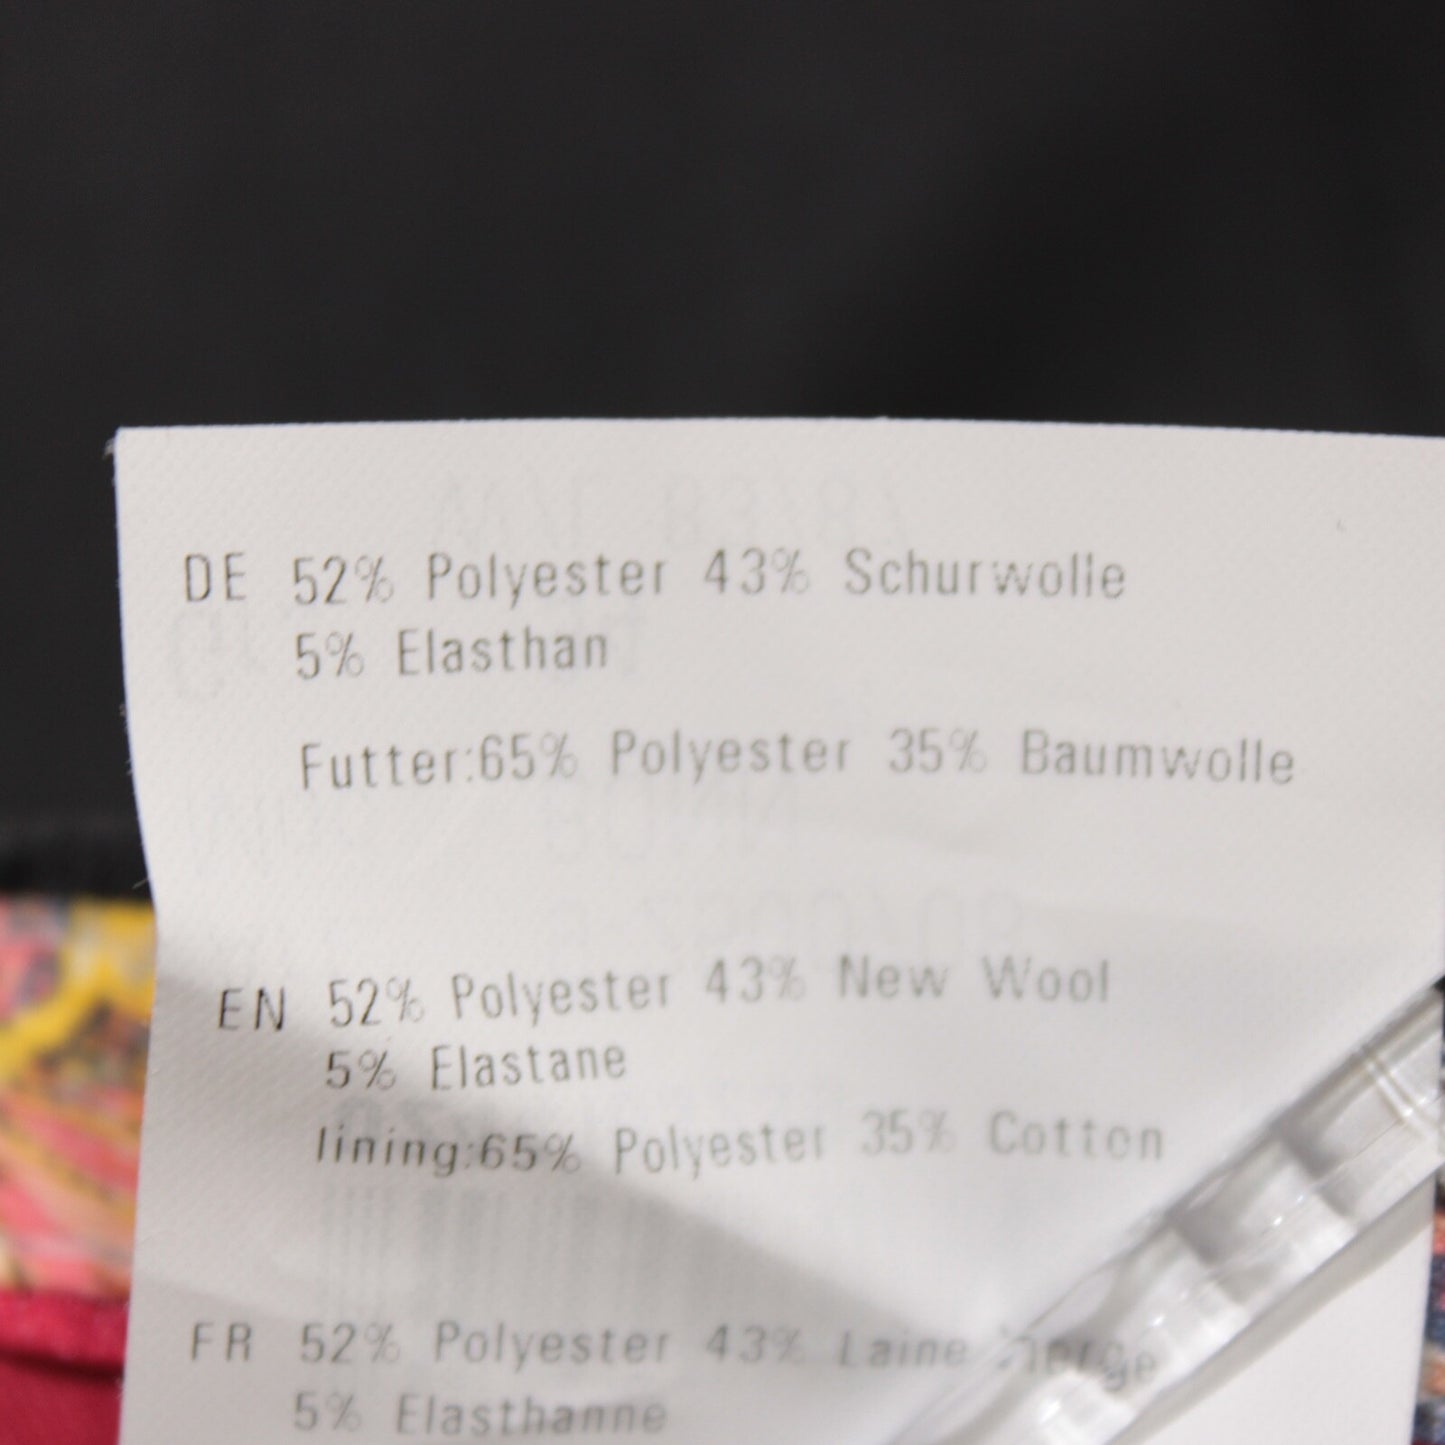 DE 52% Polyester 43% Schurwolle
5% Elasthan
Futter:65% Polyester 35% Baumwolle
EN 52% Polyester 43% New Wool
5% Elastane
lining:65% Polyester 35% Cotton
FR 52% Polyester 43% Laine
5% Elasthanne